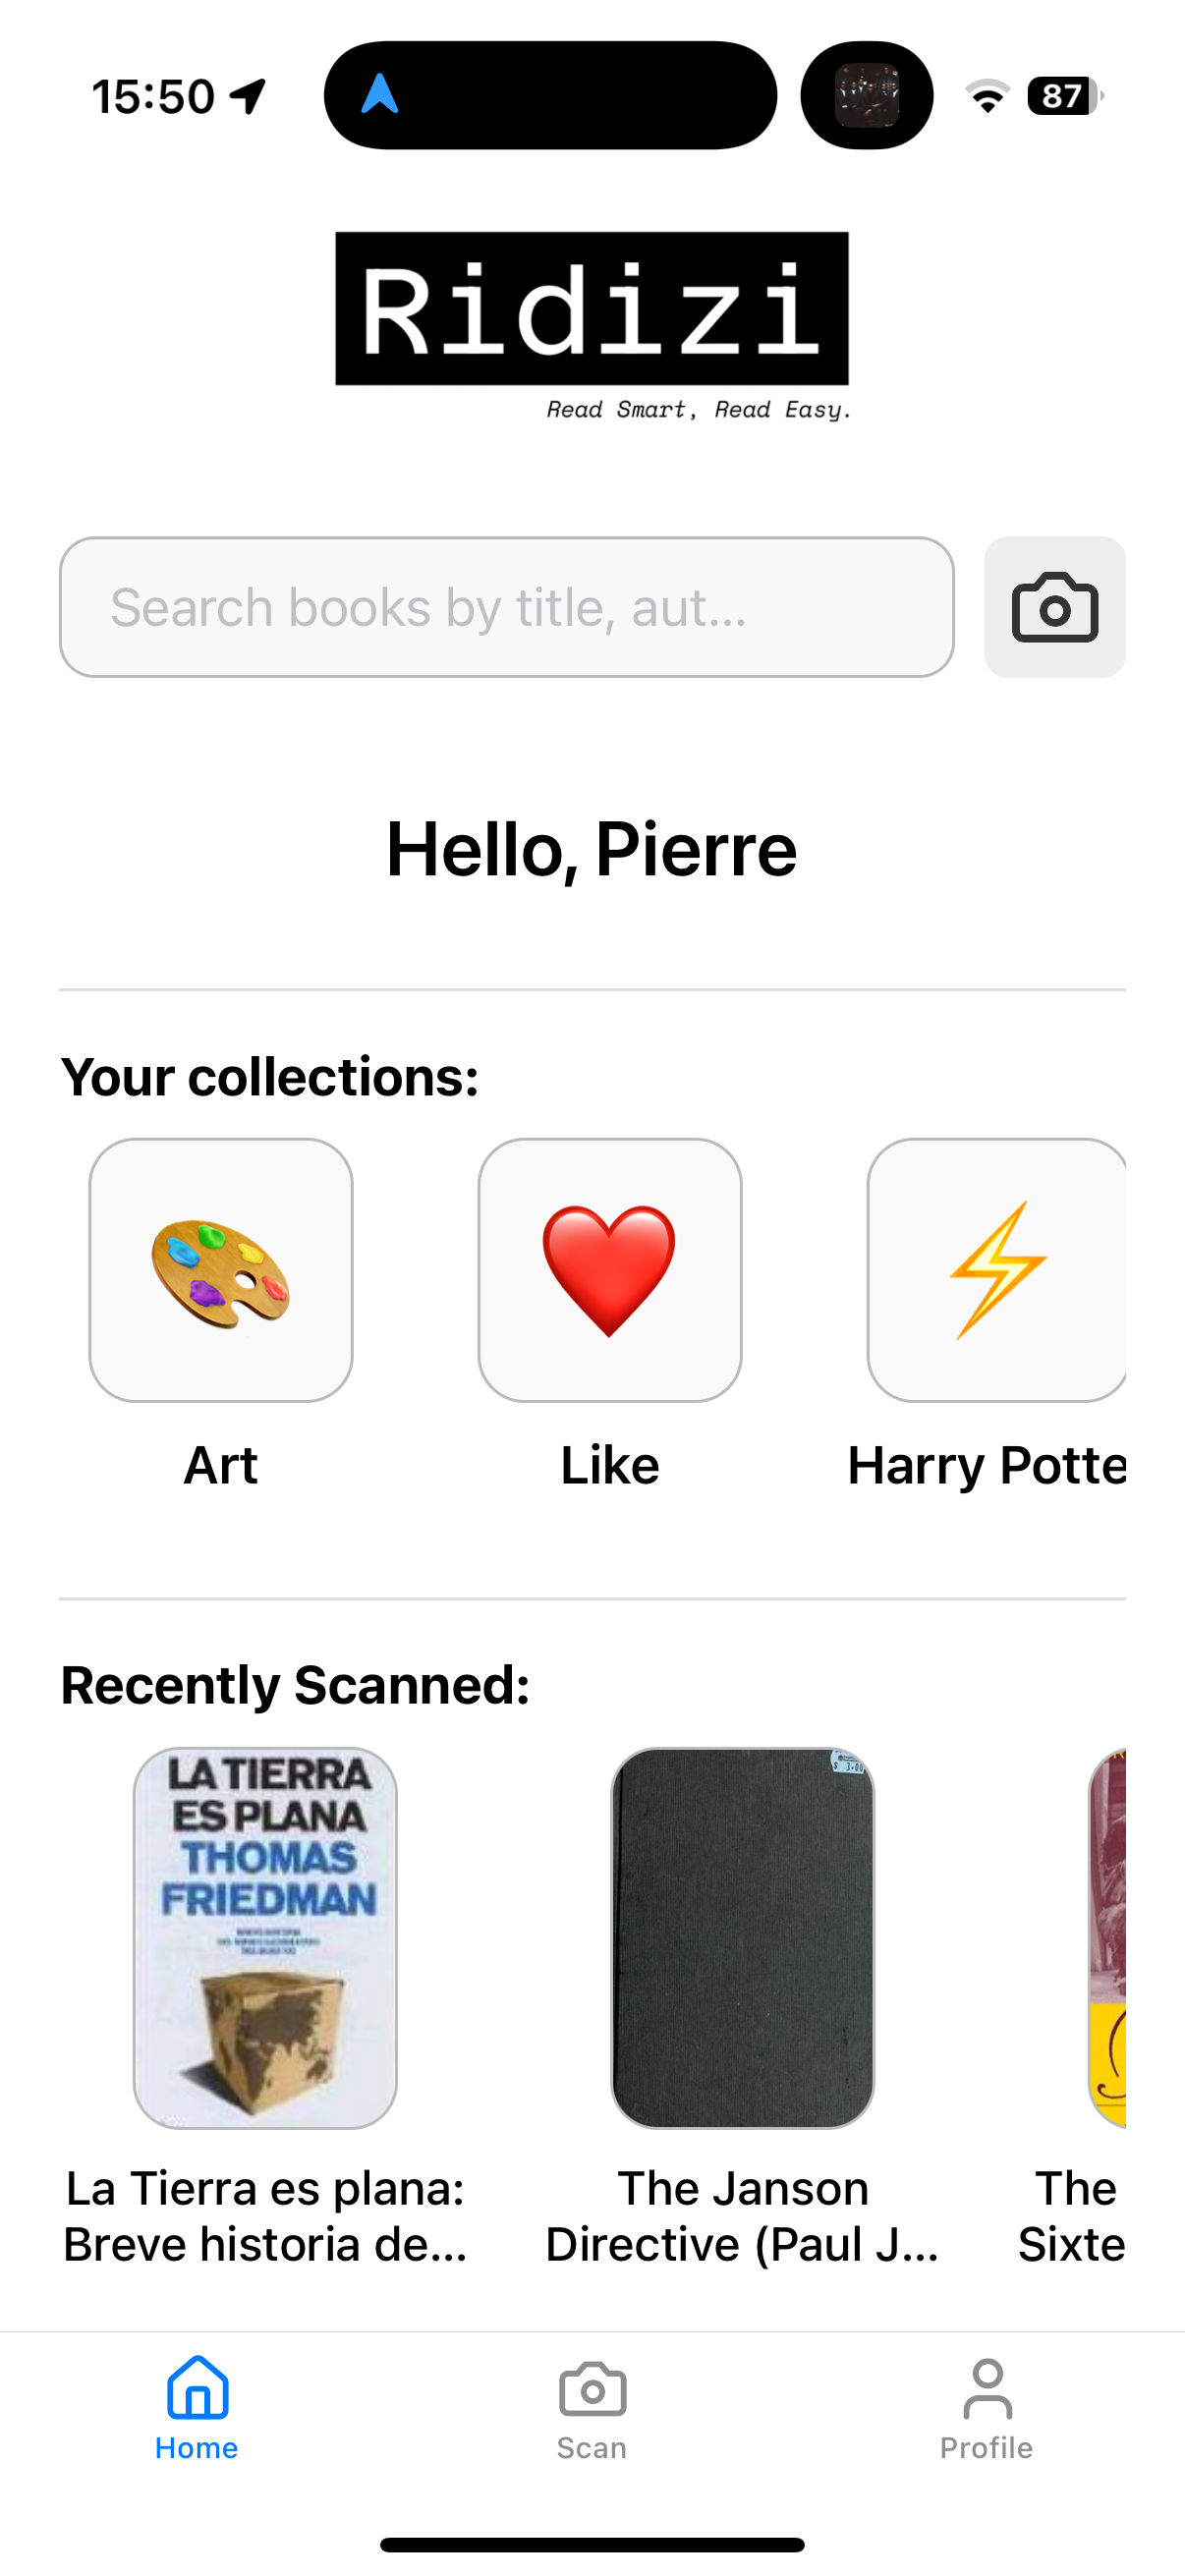 15:50
87
Ridizi
Read Smart, Read Easy.
Search books by title, aut...
Hello, Pierre
Your collections:
Art
Like
Harry Potte
Recently Scanned:
LA TIERRA
ES PLANA
THOMAS
FRIEDMAN
La Tierra es plana:
Breve historia de...
The Janson
Directive (Paul J...
The
Sixte
Home
Scan
Profile